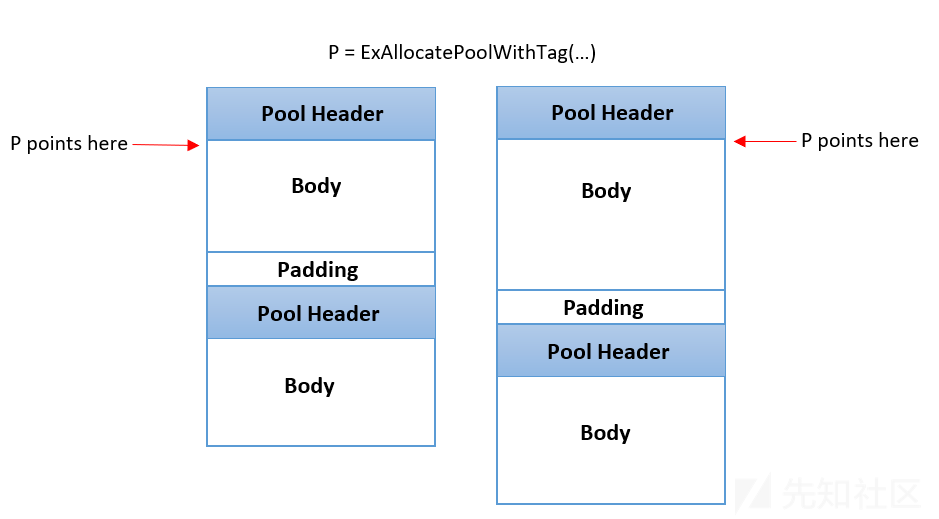 P = ExAllocatePoolWithTag(…)
Pool Header
P points here
Body
Padding
Pool Header
Body
Pool Header
P points here
Body
Padding
Pool Header
Body
先知社区